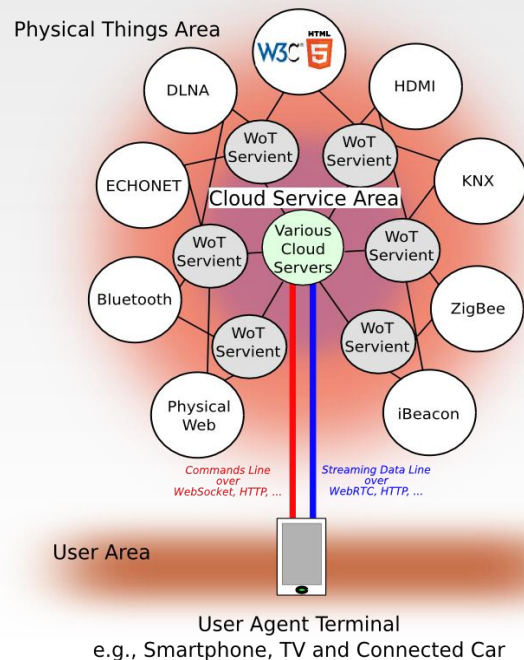 Physical Things Area
W3C HTML 5
DLNA
HDMI
WoT
Servient
WoT
Servient
ECHONET
KNX
Cloud Service Area
Various
Cloud
Servers
WoT
Servient
WoT
Servient
Bluetooth
ZigBee
WoT
Servient
WoT
Servient
Physical
Web
iBeacon
Commands Line
over
WebSocket, HTTP, ...
Streaming Data Line
over
WebRTC, HTTP, ...
User Area
User Agent Terminal
e.g., Smartphone, TV and Connected Car